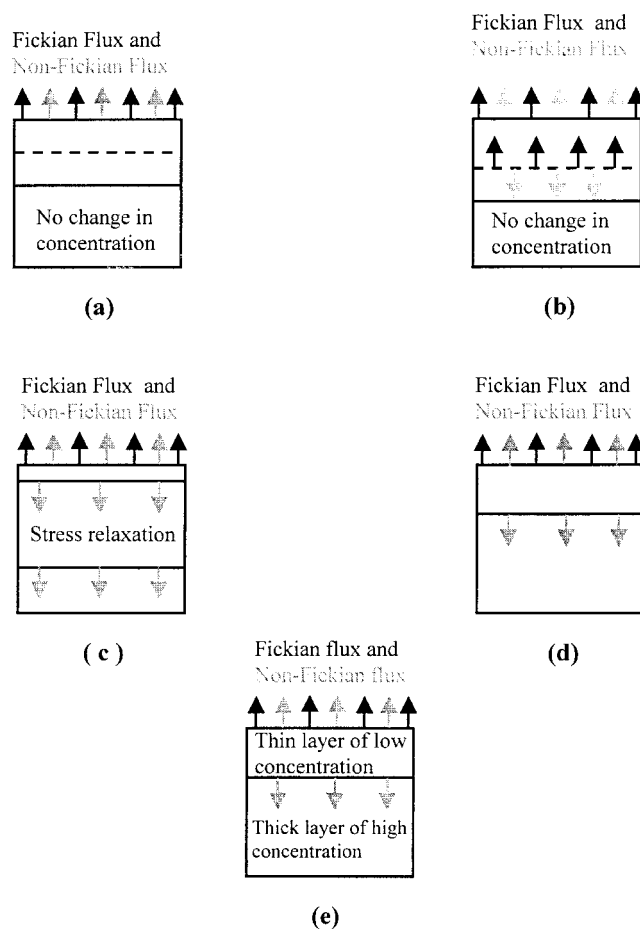 Fickian Flux and
Non-Fickian Flux
No change in
concentration
(a)
Fickian Flux and
Non-Fickian Flux
No change in
concentration
(b)
Fickian Flux and
Non-Fickian Flux
Stress relaxation
( c )
Fickian Flux and
Non-Fickian Flux
(d)
Fickian flux and
Non-Fickian flux
Thin layer of low
concentration
Thick layer of high
concentration
(e)